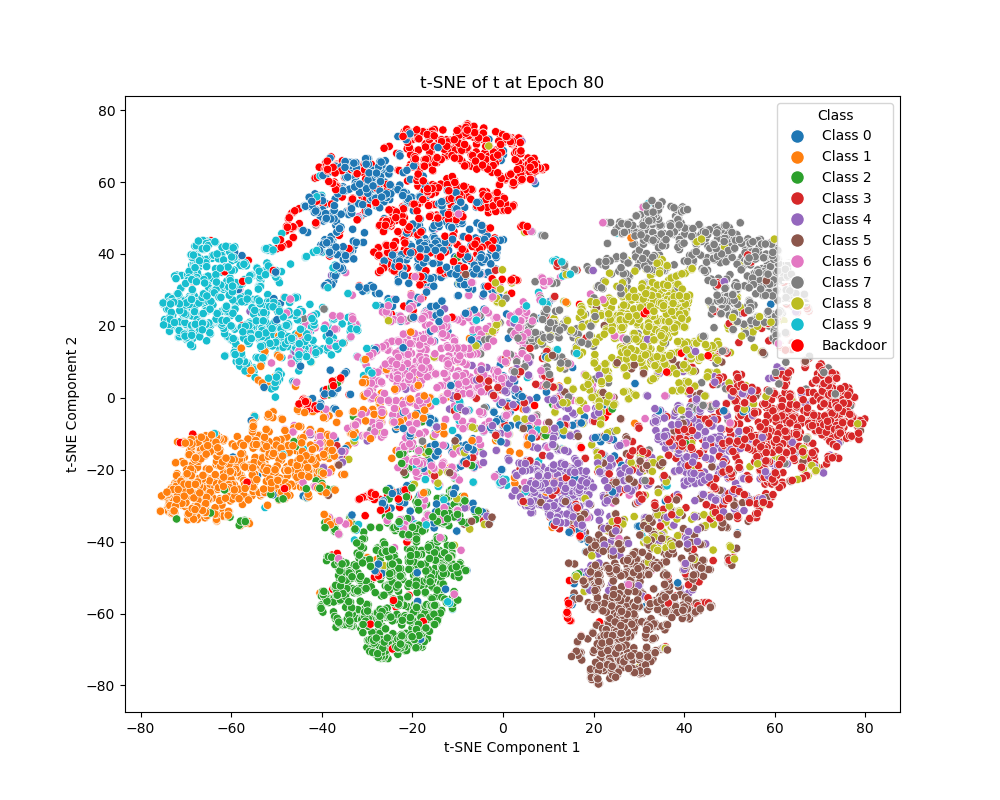 t-SNE of t at Epoch 80
Class
Class 0
Class 1
Class 2
Class 3
Class 4
Class 5
Class 6
Class 7
Class 8
Class 9
Backdoor
80
60
40
20
0
−20
−40
−60
−80
t-SNE Component 2
−80
−60
−40
−20
0
20
40
60
80
t-SNE Component 1